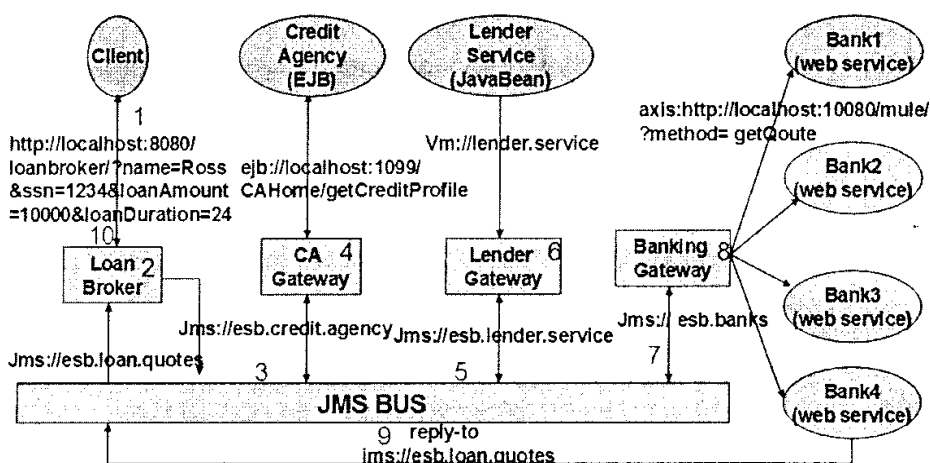 Client
Credit
Agency
(EJB)
Lender
Service
(JavaBean)
Bank1
(web service)
1
axis:http://localhost:10080/mule/
?method= getQoute
http://localhost:8080/
loanbroker/?name=Ross
&ssn=1234&loanAmount
=10000&loanDuration=24
ejb://localhost:1099/
CAHome/getCreditProfile
Vm://lender.service
Bank2
(web service)
10
Loan
Broker
2
CA
Gateway
4
Lender
Gateway
6
Banking
Gateway
8
Bank3
(web service)
Jms://esb.loan.quotes
Jms://esb.credit.agency
Jms://esb.lender.service
Jms:// esb.banks
3
5
7
Bank4
(web service)
JMS BUS
9
reply-to
jms://esb.loan.quotes